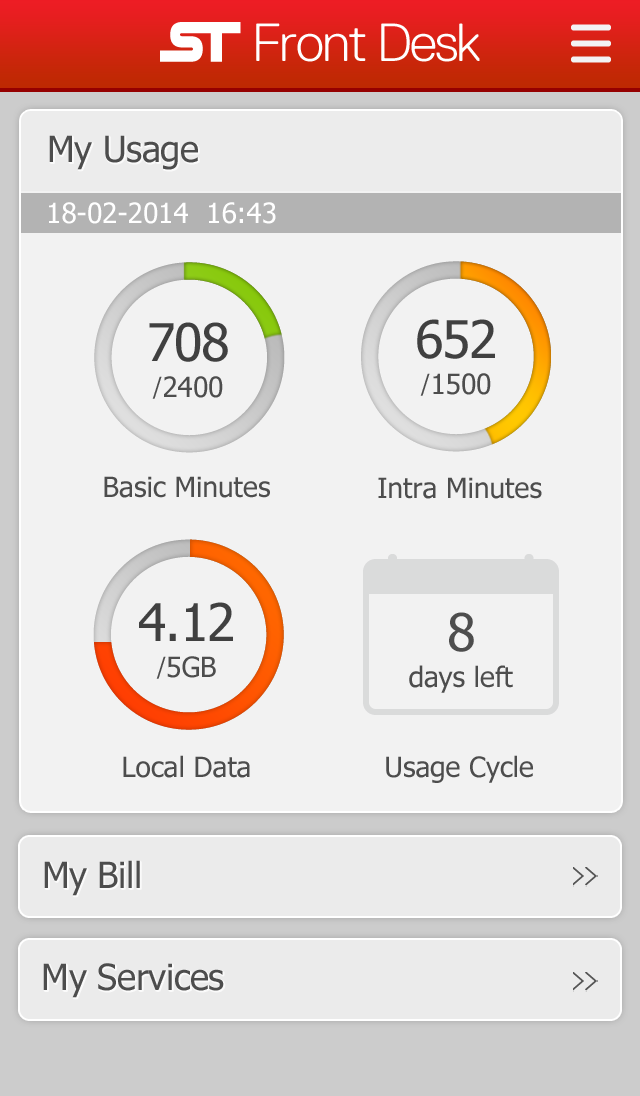 ST Front Desk
My Usage
18-02-2014 16:43
708
/2400
Basic Minutes
652
/1500
Intra Minutes
4.12
/5GB
Local Data
8
days left
Usage Cycle
My Bill >>
My Services >>